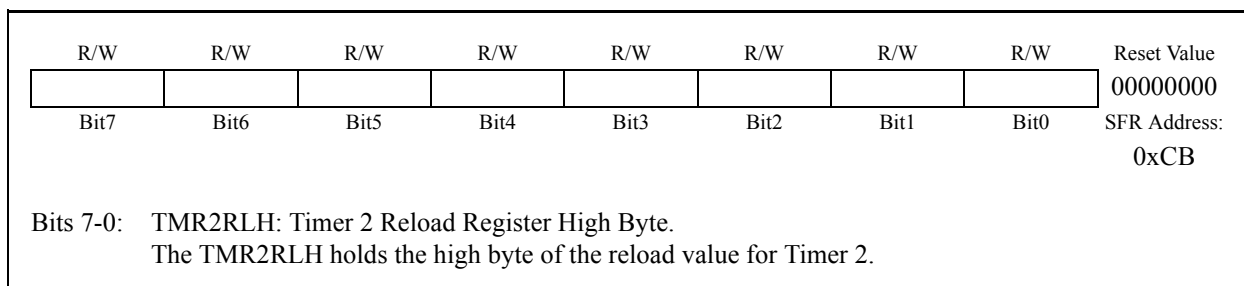 R/W R/W R/W R/W R/W R/W R/W R/W Reset Value
00000000
Bit7 Bit6 Bit5 Bit4 Bit3 Bit2 Bit1 Bit0 SFR Address:
0xCB
Bits 7-0: TMR2RLH: Timer 2 Reload Register High Byte.
The TMR2RLH holds the high byte of the reload value for Timer 2.